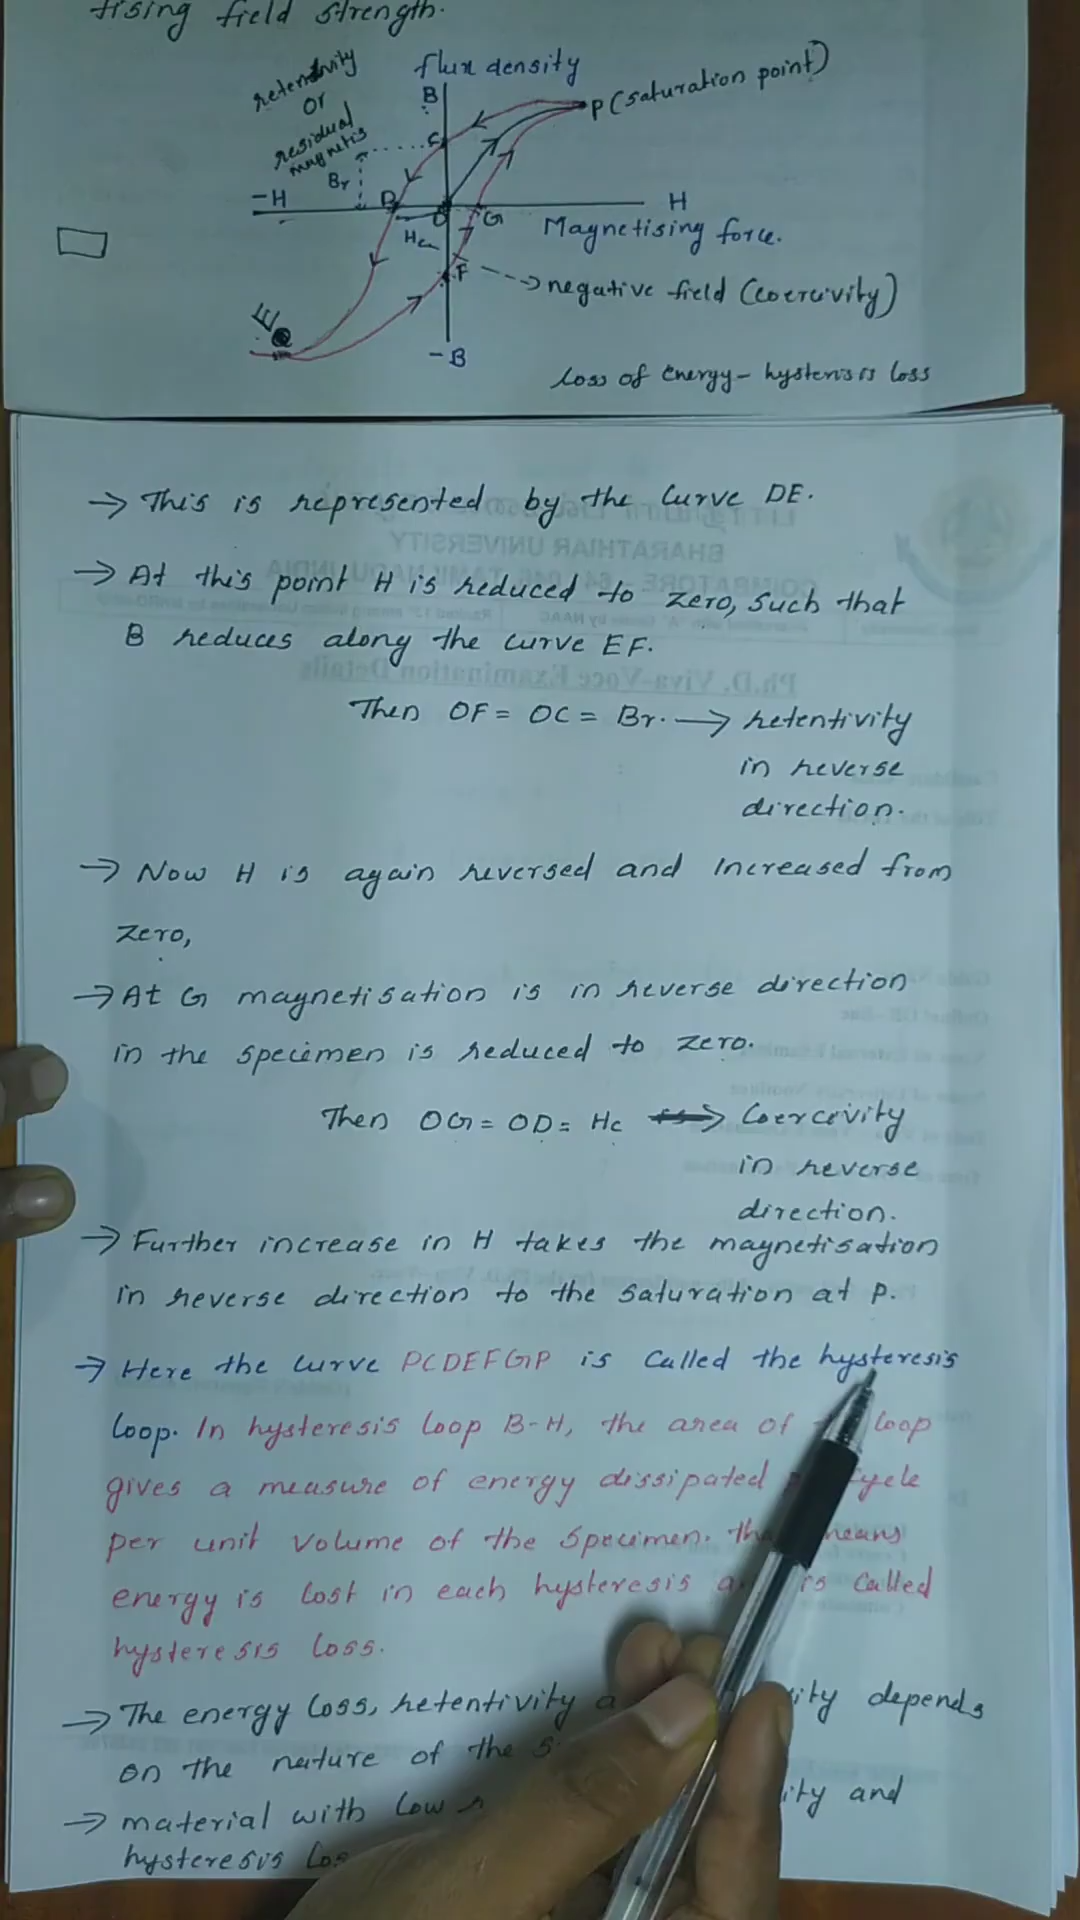 tising field strength.
retentivity
or
residual
magnetis
Br
flux density
B
P (saturation point)
C
-H
D
O
G
H
Hc
Magnetising force.
F
negative field (coercivity)
E
-B
loss of energy - hysterisis loss
→ This is represented by the curve DE.
→ At this point H is reduced to zero, such that
B reduces along the curve EF.
Then OF = OC = Br. → retentivity
in reverse
direction.
→ Now H is again reversed and increased from
zero,
→ At G magnetisation is in reverse direction
in the specimen is reduced to zero.
Then OG = OD = Hc → Coercivity
in reverse
direction.
→ Further increase in H takes the magnetisation
in reverse direction to the saturation at P.
→ Here the curve PCDEFGP is called the hysteresis
loop. In hysteresis loop B-H, the area of loop
gives a measure of energy dissipated cycle
per unit volume of the specimen. means
energy is lost in each hysteresis is called
hysteresis loss.
→ The energy loss, retentivity depends
on the nature of the
→ material with low and
hysteresis